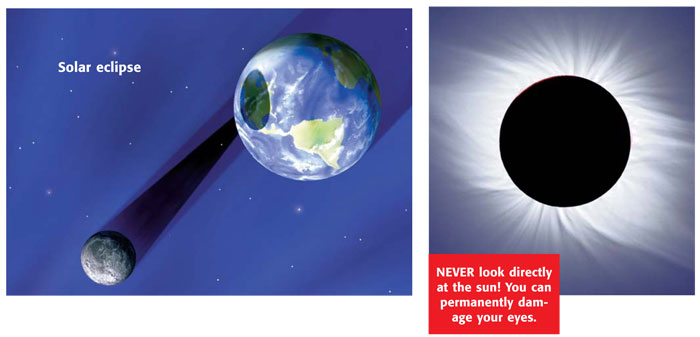 Solar eclipse
NEVER look directly
at the sun! You can
permanently dam-
age your eyes.